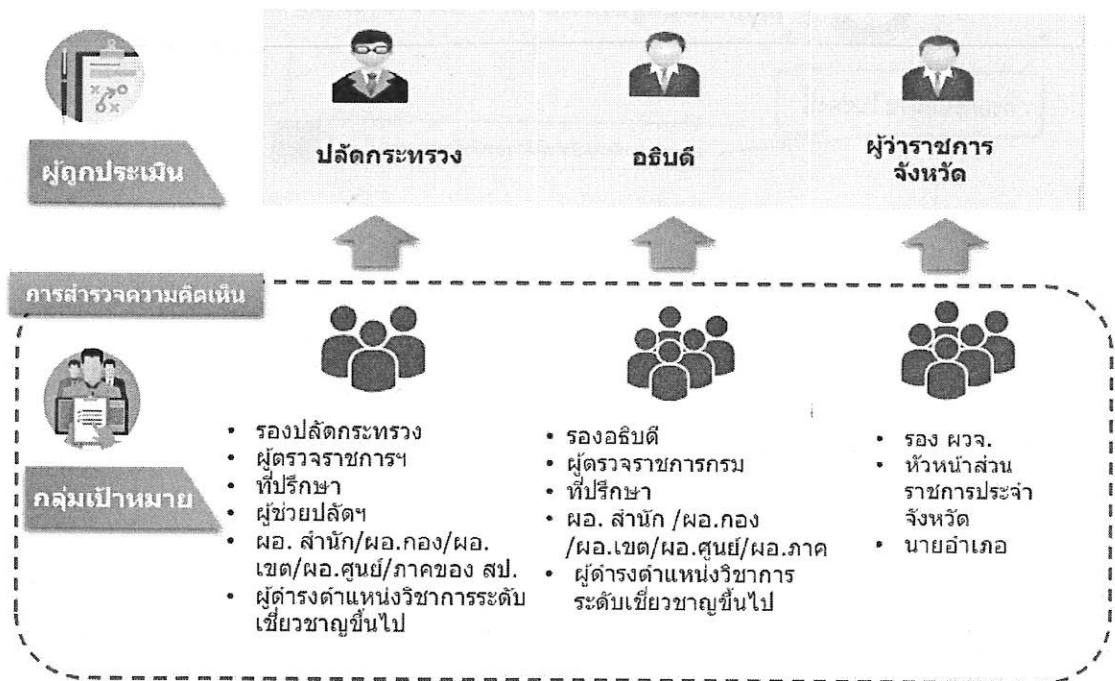 ผู้ถูกประเมิน
ปลัดกระทรวง
อธิบดี
ผู้ว่าราชการ
จังหวัด
การสำรวจความคิดเห็น
กลุ่มเป้าหมาย
• รองปลัดกระทรวง
• ผู้ตรวจราชการฯ
• ที่ปรึกษา
• ผู้ช่วยปลัดฯ
• ผอ. สำนัก/ผอ.กอง/ผอ.
เขต/ผอ.ศูนย์/ภาคของ สป.
• ผู้ดำรงตำแหน่งวิชาการระดับ
เชี่ยวชาญขึ้นไป
• รองอธิบดี
• ผู้ตรวจราชการกรม
• ที่ปรึกษา
• ผอ. สำนัก /ผอ.กอง
/ผอ.เขต/ผอ.ศูนย์/ผอ.ภาค
• ผู้ดำรงตำแหน่งวิชาการ
ระดับเชี่ยวชาญขึ้นไป
• รอง ผวจ.
• หัวหน้าส่วน
ราชการประจำ
จังหวัด
• นายอำเภอ